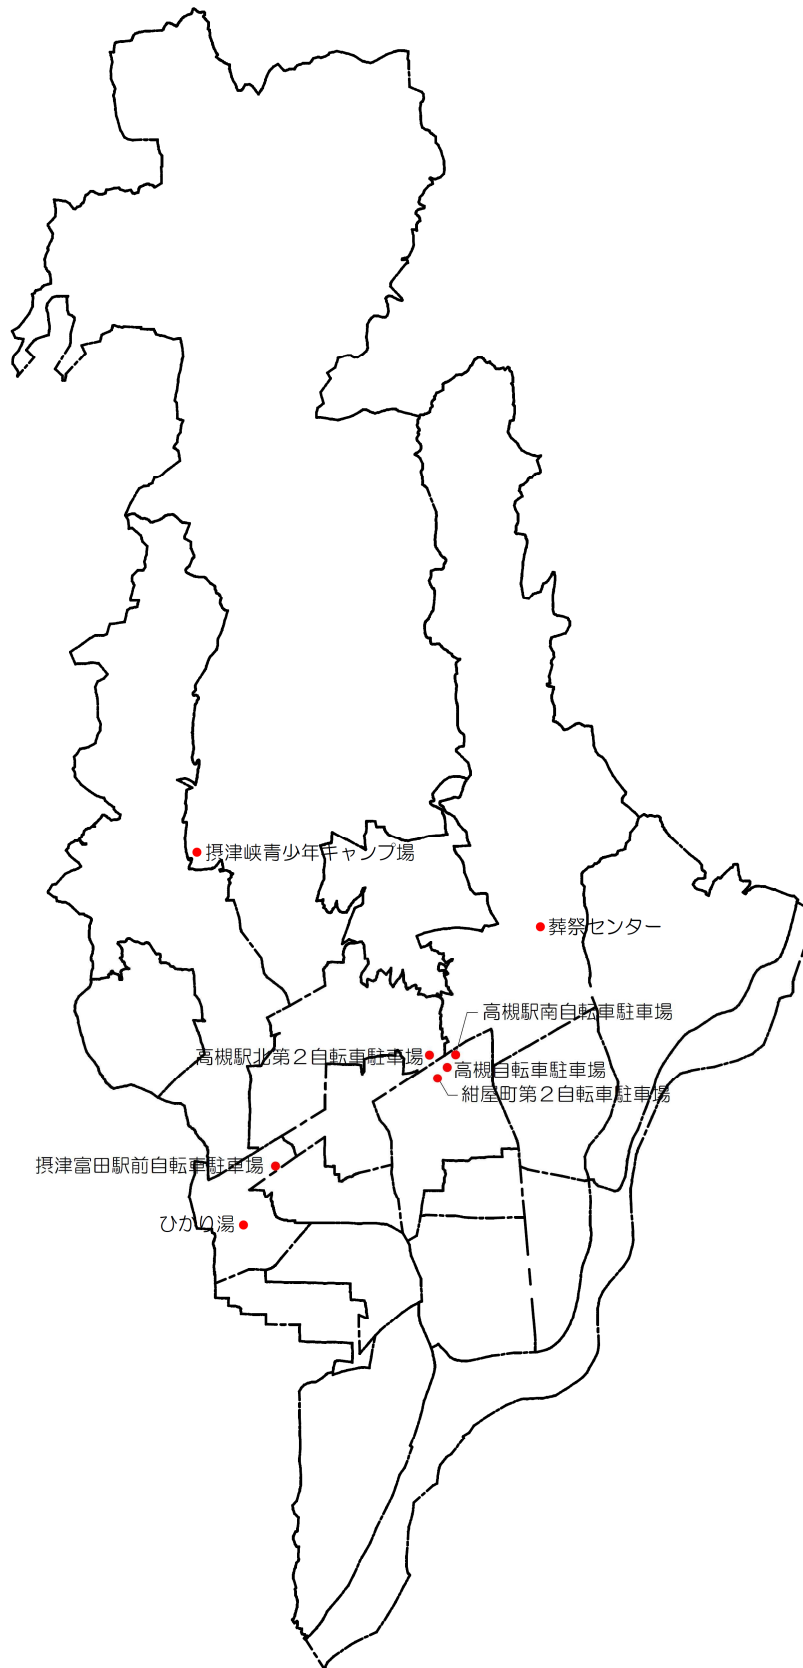 摂津峡青少年キャンプ場
葬祭センター
高槻駅南自転車駐車場
高槻駅北第２自転車駐車場
高槻自転車駐車場
紺屋町第２自転車駐車場
摂津富田駅前自転車駐車場
ひかり湯